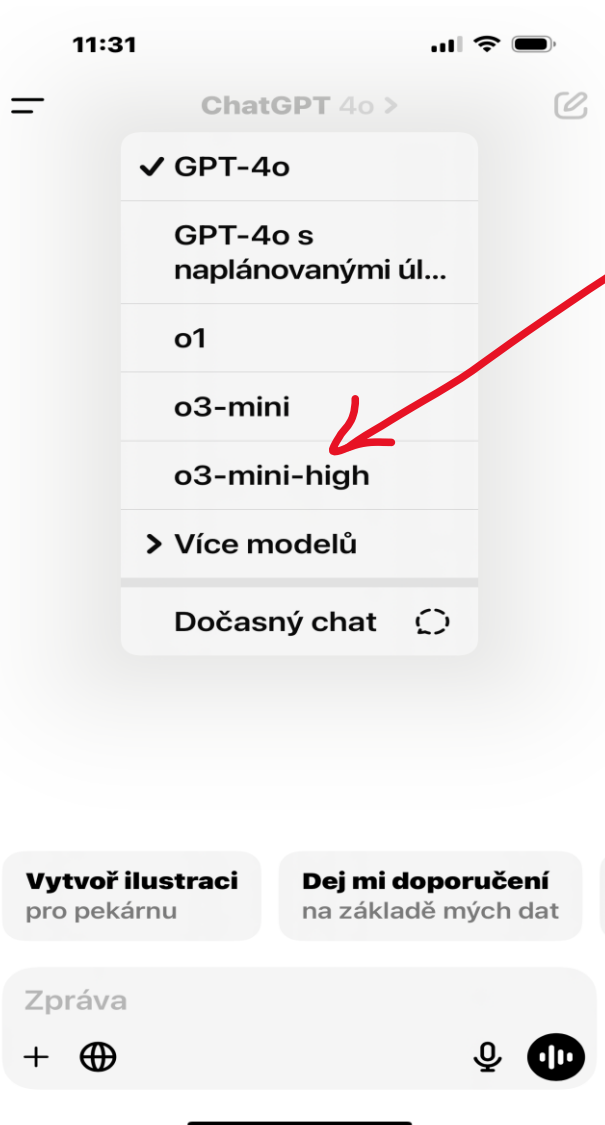 11:31
ChatGPT 4o >
GPT-4o
GPT-4o s
naplánovanými úl...
o1
o3-mini
o3-mini-high
Více modelů
Dočasný chat
Vytvoř ilustraci
pro pekárnu
Dej mi doporučení
na základě mých dat
Zpráva